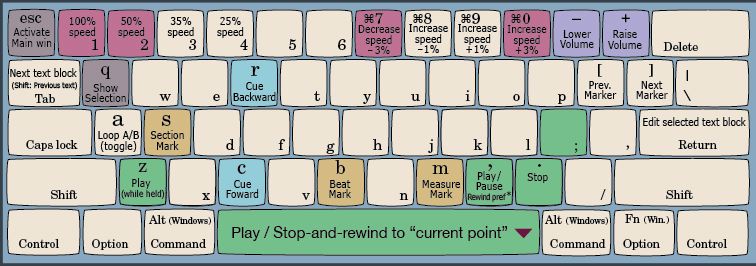 esc
Activate
Main win
100%
speed
1
50%
speed
2
35%
speed
3
25%
speed
4
5
6
⌘7
Decrease
speed
−3%
⌘8
Increase
speed
−1%
⌘9
Increase
speed
+1%
⌘0
Increase
speed
+3%
−
Lower
Volume
+
Raise
Volume
Delete
Next text block
(Shift: Previous text)
Tab
q
Show
Selection
w
e
r
Cue
Backward
t
y
u
i
o
p
[
Prev.
Marker
]
Next
Marker
|
\
Caps lock
a
Loop A/B
(toggle)
s
Section
Mark
d
f
g
h
j
k
l
;
,
Edit selected text block
Return
Shift
z
Play
(while held)
x
c
Cue
Foward
v
b
Beat
Mark
n
m
Measure
Mark
,
Play/
Pause
Rewind pref*
.
Stop
/
Shift
Control
Option
Alt (Windows)
Command
Play / Stop-and-rewind to “current point”
Alt (Windows)
Command
Fn (Win.)
Option
Control